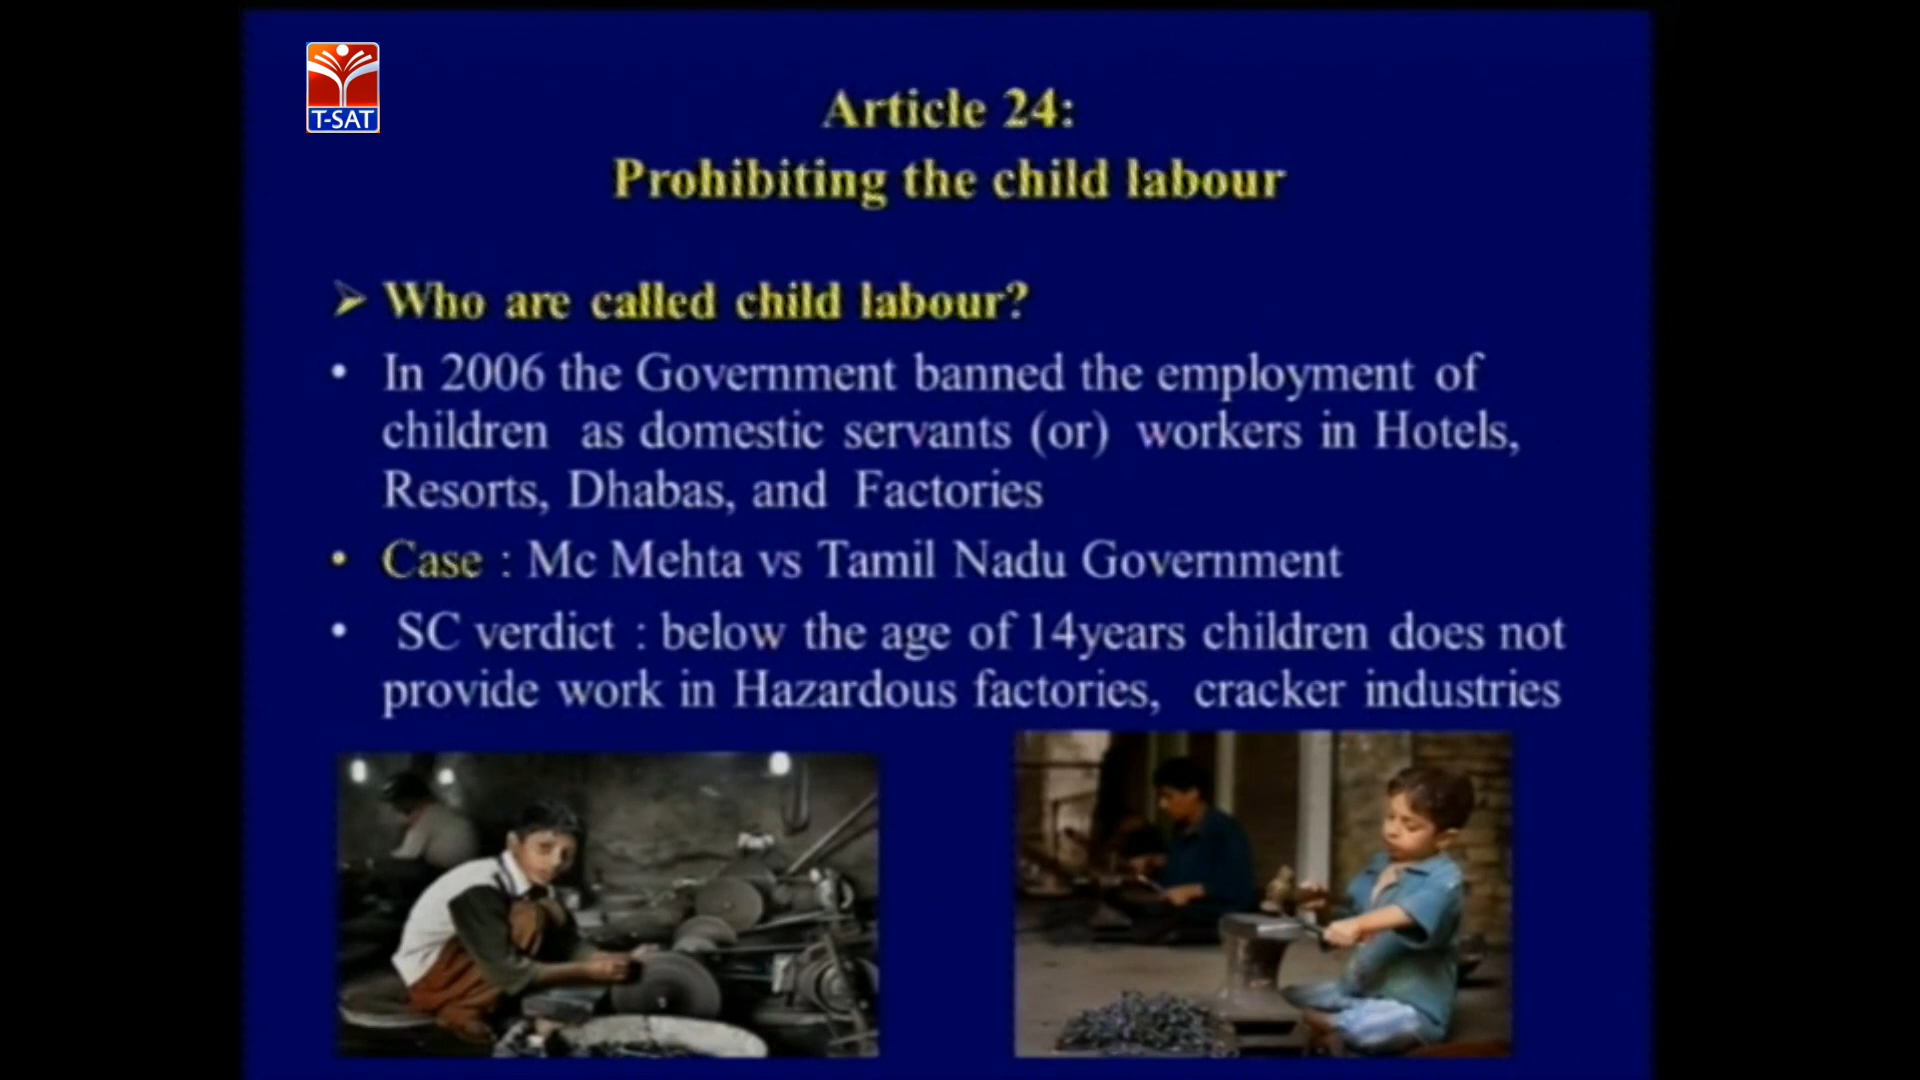 T-SAT
Article 24:
Prohibiting the child labour
➢ Who are called child labour?
• In 2006 the Government banned the employment of
children as domestic servants (or) workers in Hotels,
Resorts, Dhabas, and Factories
• Case : Mc Mehta vs Tamil Nadu Government
• SC verdict : below the age of 14years children does not
provide work in Hazardous factories, cracker industries